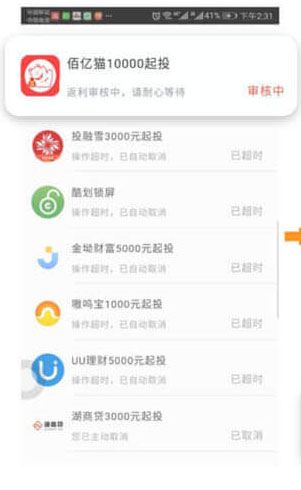 41% 下午2:31
佰亿猫10000起投
返利审核中，请耐心等待
审核中
投融雪3000元起投
操作超时，已自动取消
已超时
酷划锁屏
操作超时，已自动取消
已超时
金坳财富5000元起投
操作超时，已自动取消
已超时
嗷鸣宝1000元起投
操作超时，已自动取消
已超时
UU理财5000元起投
操作超时，已自动取消
已超时
湖商贷3000元起投
您已主动取消
已取消